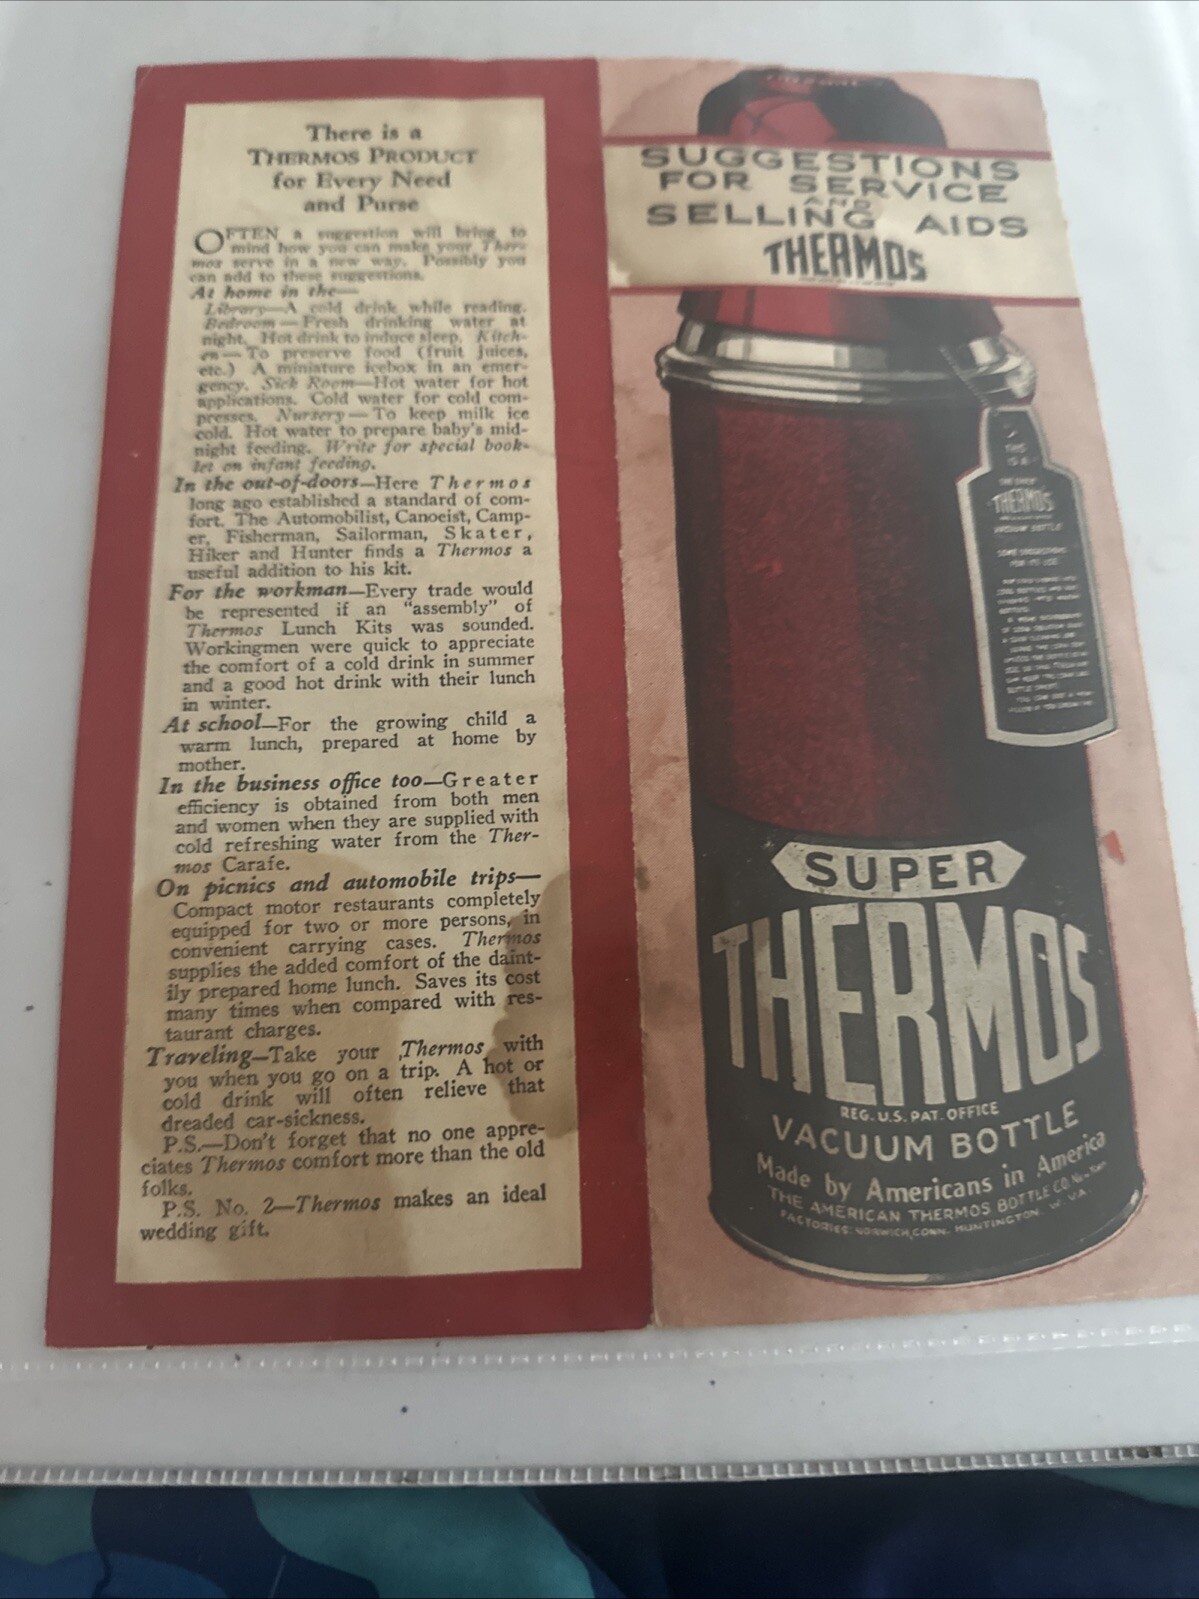 There is a
THERMOS PRODUCT
for Every Need
and Purse
OFTEN a suggestion will bring to
mind how you can make your Ther-
mos serve in a new way. Possibly you
can add to these suggestions.
At home in the—
Library—A cold drink while reading.
Bedroom—Fresh drinking water at
night. Hot drink to induce sleep. Kitch-
en—To preserve food (fruit juices,
etc.) A miniature icebox in an emer-
gency. Sick Room—Hot water for hot
applications. Cold water for cold com-
presses. Nursery—To keep milk ice
cold. Hot water to prepare baby's mid-
night feeding. Write for special book-
let on infant feeding.
In the out-of-doors—Here Thermos
long ago established a standard of com-
fort. The Automobilist, Canoeist, Camp-
er, Fisherman, Sailorman, Skater,
Hiker and Hunter finds a Thermos a
useful addition to his kit.
For the workman—Every trade would
be represented if an "assembly" of
Thermos Lunch Kits was sounded.
Workingmen were quick to appreciate
the comfort of a cold drink in summer
and a good hot drink with their lunch
in winter.
At school—For the growing child a
warm lunch, prepared at home by
mother.
In the business office too—Greater
efficiency is obtained from both men
and women when they are supplied with
cold refreshing water from the Ther-
mos Carafe.
On picnics and automobile trips—
Compact motor restaurants completely
equipped for two or more persons, in
convenient carrying cases. Thermos
supplies the added comfort of the daint-
ily prepared home lunch. Saves its cost
many times when compared with res-
taurant charges.
Traveling—Take your Thermos with
you when you go on a trip. A hot or
cold drink will often relieve that
dreaded car-sickness.
P.S.—Don't forget that no one appre-
ciates Thermos comfort more than the old
folks.
P.S. No. 2—Thermos makes an ideal
wedding gift.
SUGGESTIONS
FOR SERVICE
AND
SELLING AIDS
THERMOS
THIS
IS A
THERMOS
VACUUM BOTTLE
SOME SUGGESTIONS
FOR ITS USE
SUPER
THERMOS
REG. U.S. PAT. OFFICE
VACUUM BOTTLE
Made by Americans in America
THE AMERICAN THERMOS BOTTLE CO.
FACTORIES: NORWICH, CONN. HUNTINGTON, W. VA.